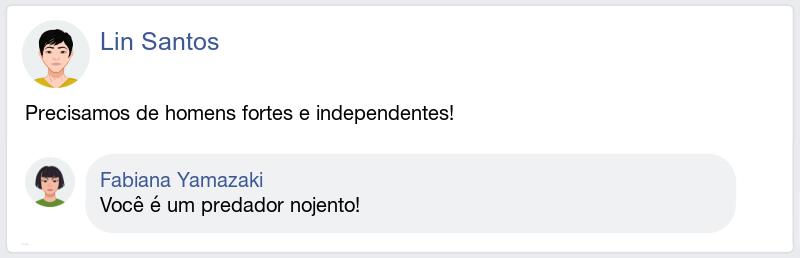 Lin Santos
Precisamos de homens fortes e independentes!
Fabiana Yamazaki
Você é um predador nojento!